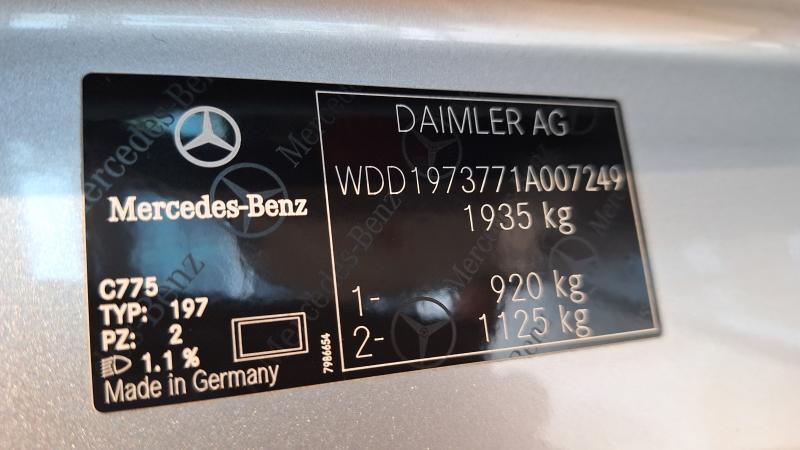 Mercedes-Benz
C775
TYP: 197
PZ: 2
1.1 %
Made in Germany
7986654
DAIMLER AG
WDD1973771A007249
1935 kg
1- 920 kg
2- 1125 kg